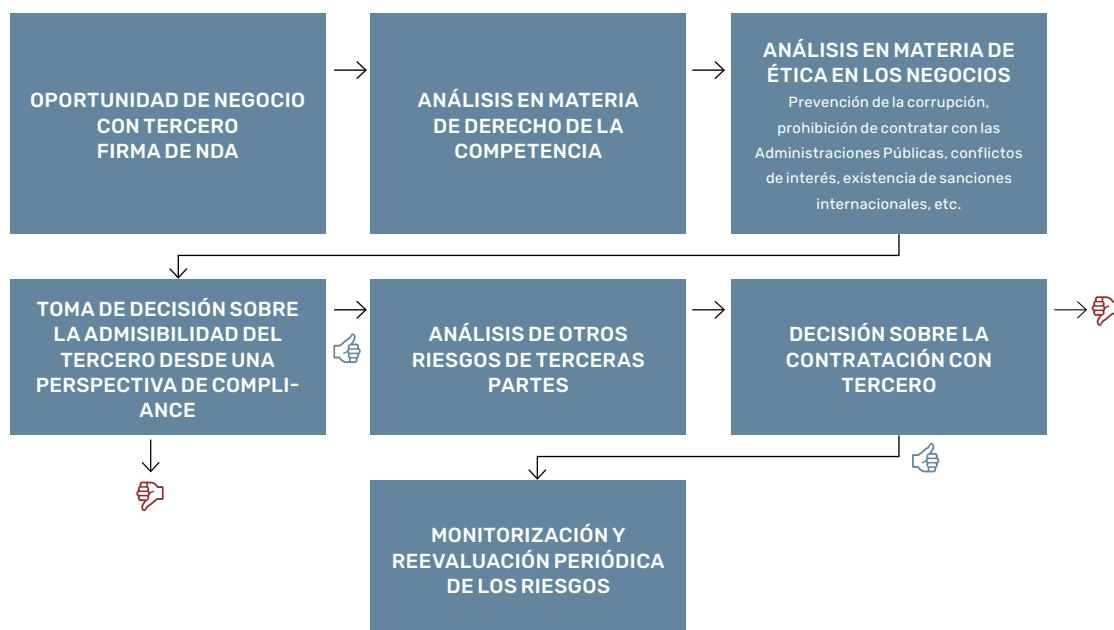 OPORTUNIDAD DE NEGOCIO
CON TERCERO
FIRMA DE NDA
ANÁLISIS EN MATERIA
DE DERECHO DE LA
COMPETENCIA
ANÁLISIS EN MATERIA DE
ÉTICA EN LOS NEGOCIOS
Prevención de la corrupción,
prohibición de contratar con las
Administraciones Públicas, conflictos
de interés, existencia de sanciones
internacionales, etc.
TOMA DE DECISIÓN SOBRE
LA ADMISIBILIDAD DEL
TERCERO DESDE UNA
PERSPECTIVA DE COMPLI-
ANCE
ANÁLISIS DE OTROS
RIESGOS DE TERCERAS
PARTES
DECISIÓN SOBRE LA
CONTRATACIÓN CON
TERCERO
MONITORIZACIÓN Y
REEVALUACIÓN PERIÓDICA
DE LOS RIESGOS